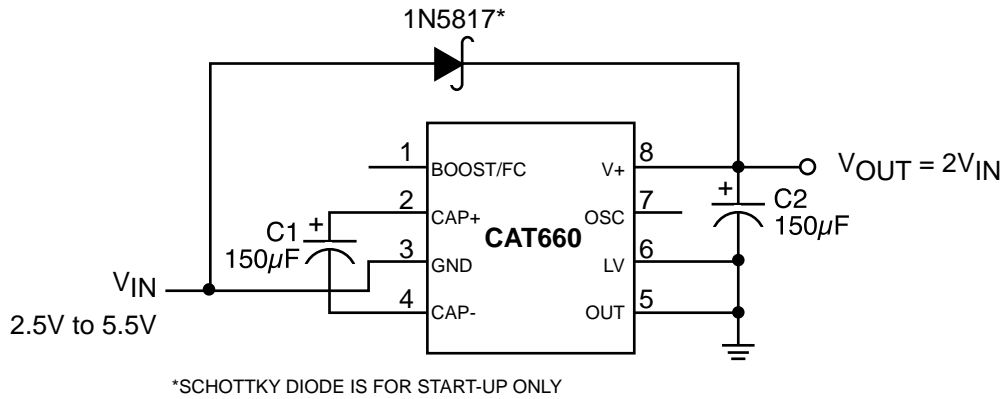 1N5817*
1
BOOST/FC
V+
8
VOUT = 2VIN
2
CAP+
OSC
7
+
C1
150µF
CAT660
+
C2
150µF
3
GND
LV
6
VIN
2.5V to 5.5V
4
CAP-
OUT
5
*SCHOTTKY DIODE IS FOR START-UP ONLY